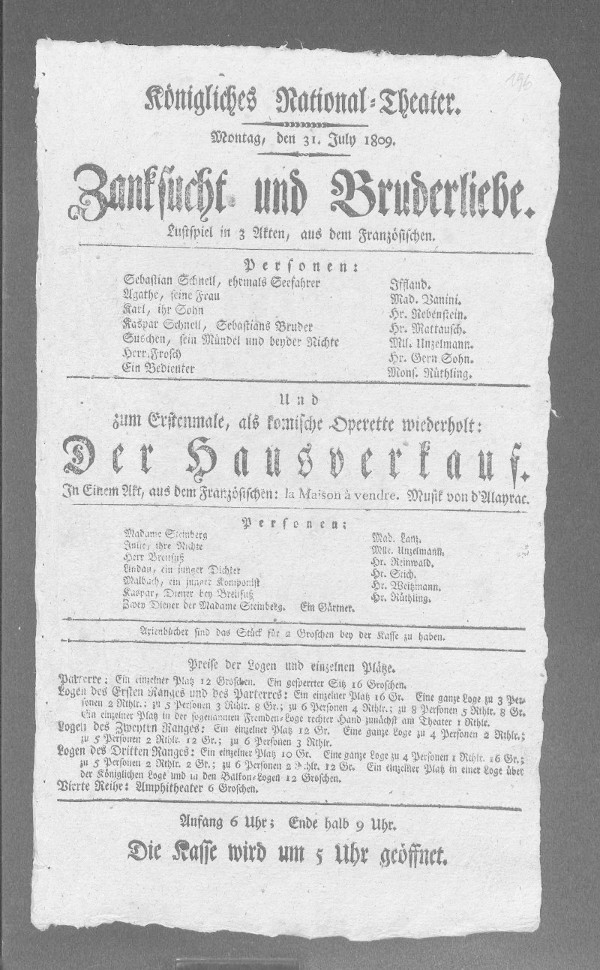 196
Königliches National-Theater.
Montag, den 31. July 1809.
Zanksucht und Bruderliebe.
Lustspiel in 3 Akten, aus dem Französischen.
Personen:
Sebastian Schnell, ehemals Seefahrer Iffland.
Agathe, seine Frau Mad. Vanini.
Karl, ihr Sohn Hr. Rebenstein.
Kaspar Schnell, Sebastians Bruder Hr. Mattausch.
Suschen, sein Mündel und beyder Nichte Mll. Unzelmann.
Herr Frosch Hr. Gern Sohn.
Ein Bedienter Mons. Rüthling.
Und
zum Erstenmale, als komische Operette wiederholt:
Der Hausverkauf.
In Einem Akt, aus dem Französischen: la Maison à vendre. Musik von d'Alayrac.
Personen:
Madame Steinberg Mad. Lanz.
ihre Nichte Mlle. Unzelmann.
Herr Breitfuß Hr. Reinwald.
Lindau, ein junger Dichter Hr. Stich.
Malbach, ein junger Komponist Hr. Weitzmann.
Kaspar, Diener bey Breitfuß Hr. Rüthling.
Zwey Diener der Madame Steinberg. Ein Gärtner.
Arienbücher sind das Stück für 2 Groschen bey der Kasse zu haben.
Preise der Logen und einzelnen Plätze.
Parterre: Ein einzelner Platz 12 Groschen. Ein gesperrter Sitz 16 Groschen.
Logen des Ersten Ranges und des Parterres: Ein einzelner Platz 16 Gr. Eine ganze Loge zu 3 Per-
sonen 2 Rthlr.; zu 5 Personen 3 Rthlr. 8 Gr.; zu 6 Personen 4 Rthlr.; zu 8 Personen 5 Rthlr. 8 Gr.
Ein einzelner Platz in der sogenannten Fremden-Loge rechter Hand zunächst am Theater 1 Rthlr.
Logen des Zweyten Ranges: Ein einzelner Platz 12 Gr. Eine ganze Loge zu 4 Personen 2 Rthlr.;
zu 5 Personen 2 Rthlr. 12 Gr.; zu 6 Personen 3 Rthlr.
Logen des Dritten Ranges: Ein einzelner Platz 10 Gr. Eine ganze Loge zu 4 Personen 1 Rthlr. 16 Gr.;
zu 5 Personen 2 Rthlr. 2 Gr.; zu 6 Personen 2 Rthlr. 12 Gr. Ein einzelner Platz in einer Loge über
der Königlichen Loge und in den Balkon-Logen 12 Groschen.
Vierte Reihe: Amphitheater 6 Groschen.
Anfang 6 Uhr; Ende halb 9 Uhr.
Die Kasse wird um 5 Uhr geöffnet.